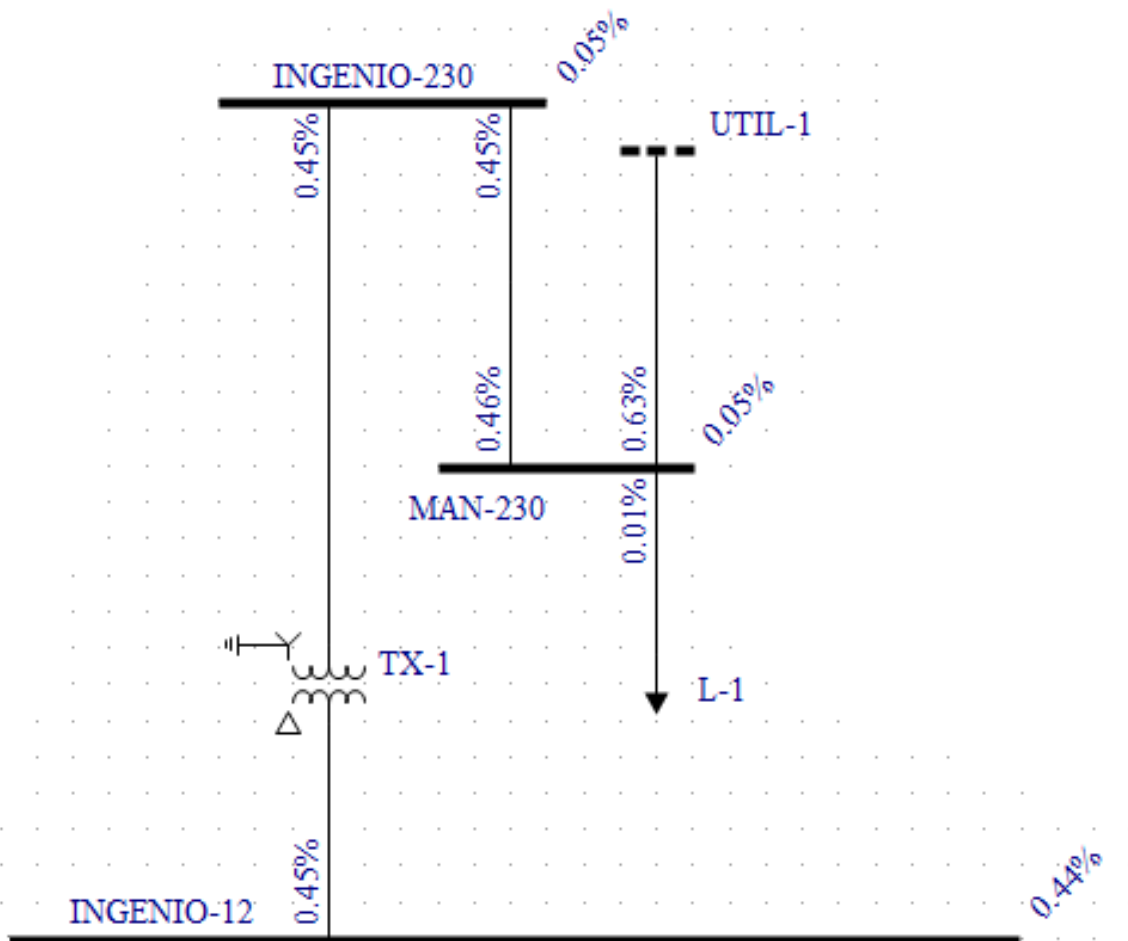 0.05%
INGENIO-230
UTIL-1
0.45%
0.45%
0.46%
0.63%
0.05%
MAN-230
0.01%
TX-1
L-1
0.45%
0.44%
INGENIO-12